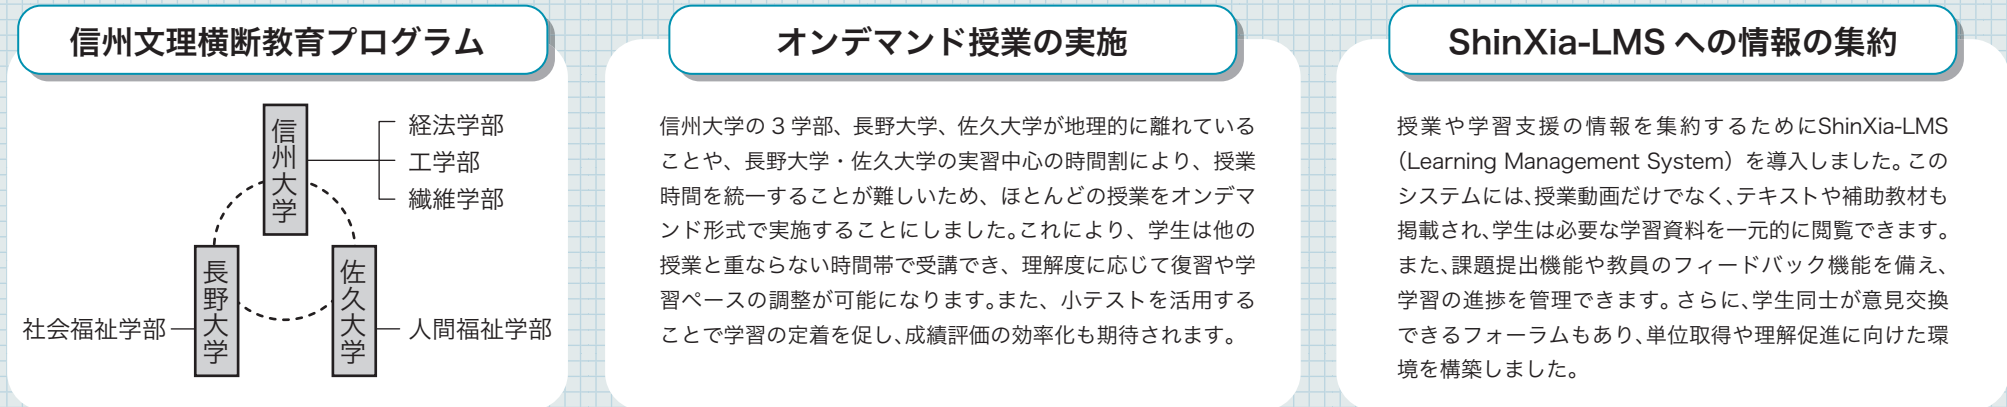 信州文理横断教育プログラム
信州大学
経法学部
工学部
繊維学部
長野大学
社会福祉学部
佐久大学
人間福祉学部
オンデマンド授業の実施
信州大学の 3 学部、長野大学、佐久大学が地理的に離れている
ことや、長野大学・佐久大学の実習中心の時間割により、授業
時間を統一することが難しいため、ほとんどの授業をオンデマ
ンド形式で実施することにしました。これにより、学生は他の
授業と重ならない時間帯で受講でき、理解度に応じて復習や学
習ペースの調整が可能になります。また、小テストを活用する
ことで学習の定着を促し、成績評価の効率化も期待されます。
ShinXia-LMS への情報の集約
授業や学習支援の情報を集約するためにShinXia-LMS
（Learning Management System）を導入しました。この
システムには、授業動画だけでなく、テキストや補助教材も
掲載され、学生は必要な学習資料を一元的に閲覧できます。
また、課題提出機能や教員のフィードバック機能を備え、
学習の進捗を管理できます。さらに、学生同士が意見交換
できるフォーラムもあり、単位取得や理解促進に向けた環
境を構築しました。